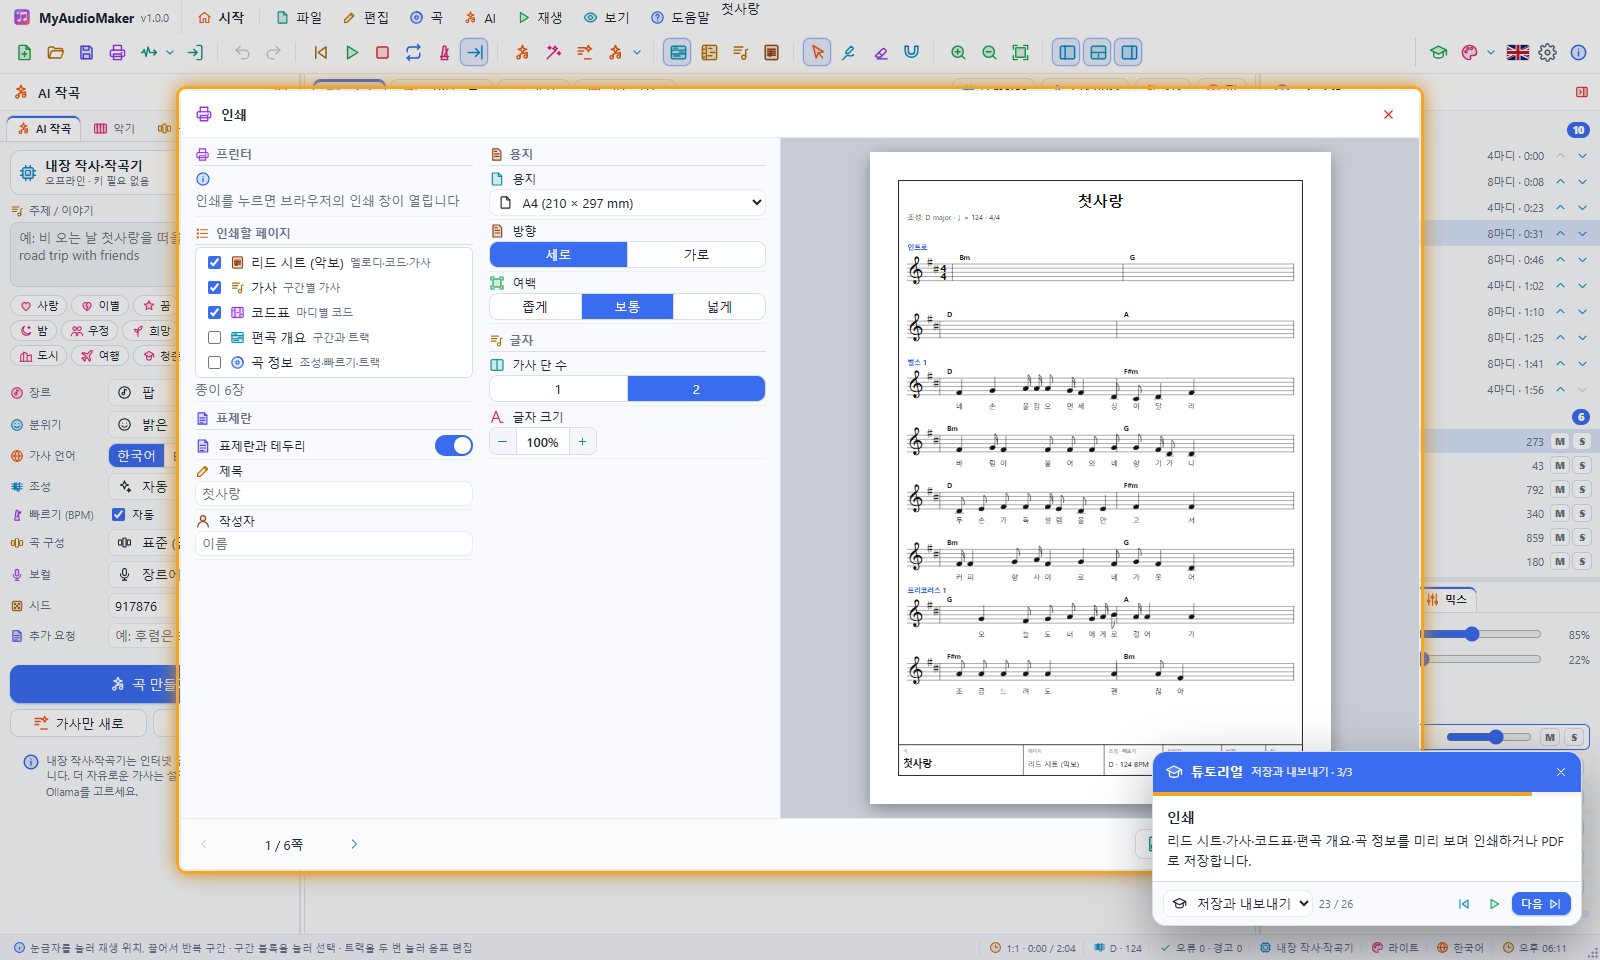 MyAudioMaker v1.0.0 시작 파일 편집 곡 AI 재생 보기 도움말 첫사랑
AI 작곡
AI 작곡 악기
내장 작사·작곡기
오프라인 · 키 필요 없음
주제 / 이야기
예: 비 오는 날 첫사랑을 떠올
road trip with friends
사랑 이별 꿈
밤 우정 희망
도시 여행
장르 팝
분위기 밝은
가사 언어 한국어
조성 자동
빠르기 (BPM) 자동
곡 구성
보컬
시드 917876
추가 요청 예: 후렴은
곡 만들
가사만 새로
내장 작사·작곡기는 인터넷
니다. 더 자유로운 가사는
Ollama를 고르세요.
인쇄
프린터
인쇄를 누르면 브라우저의 인쇄 창이 열립니다
인쇄할 페이지
리드 시트 (악보) 멜로디·코드·가사
가사 구간별 가사
코드표 마디별 코드
편곡 개요 구간과 트랙
곡 정보 조성·빠르기·트랙
종이 6장
표제란
표제란과 테두리
제목
첫사랑
작성자
이름
용지
용지
A4 (210 × 297 mm)
방향
세로 가로
여백
좁게 보통 넓게
글자
가사 단 수
1 2
글자 크기
− 100% +
첫사랑
조성: D major · ♩ = 124 · 4/4
인트로
Bm G
D A
벌스 1
D F#m
Bm G
D F#m
Bm G
프리코러스 1
G A
F#m Bm
첫사랑 리드 시트 (악보) D · 124 BPM
1 / 6쪽
10
4마디 · 0:00
8마디 · 0:08
4마디 · 0:23
8마디 · 0:31
8마디 · 0:46
4마디 · 1:02
8마디 · 1:10
8마디 · 1:25
8마디 · 1:41
4마디 · 1:56
6
273 M S
43 M S
792 M S
340 M S
859 M S
180 M S
믹스
85%
22%
M S
튜토리얼 저장과 내보내기 · 3/3
인쇄
리드 시트·가사·코드표·편곡 개요·곡 정보를 미리 보며 인쇄하거나 PDF
로 저장합니다.
저장과 내보내기 23 / 26 다음
눈금자를 눌러 재생 위치, 끌어서 반복 구간 · 구간 블록을 눌러 선택 · 트랙을 두 번 눌러 음표 편집
1:1 · 0:00 / 2:04 D · 124 오류 0 · 경고 0 내장 작사·작곡기 라이트 한국어 오후 06:11